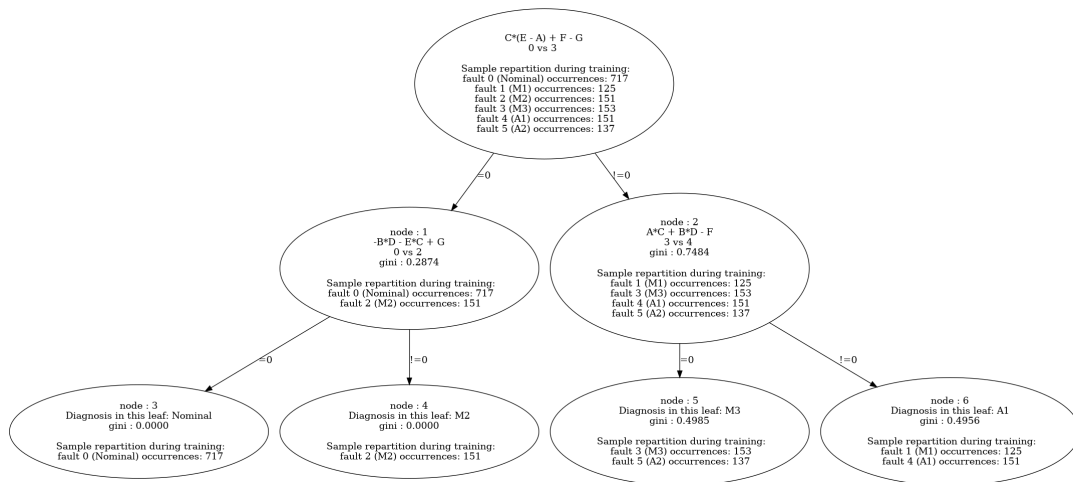 C*(E - A) + F - G
0 vs 3
Sample repartition during training:
fault 0 (Nominal) occurrences: 717
fault 1 (M1) occurrences: 125
fault 2 (M2) occurrences: 151
fault 3 (M3) occurrences: 153
fault 4 (A1) occurrences: 151
fault 5 (A2) occurrences: 137
=0
!=0
node : 1
-B*D - E*C + G
0 vs 2
gini : 0.2874
Sample repartition during training:
fault 0 (Nominal) occurrences: 717
fault 2 (M2) occurrences: 151
node : 2
A*C + B*D - F
3 vs 4
gini : 0.7484
Sample repartition during training:
fault 1 (M1) occurrences: 125
fault 3 (M3) occurrences: 153
fault 4 (A1) occurrences: 151
fault 5 (A2) occurrences: 137
=0
!=0
=0
!=0
node : 3
Diagnosis in this leaf: Nominal
gini : 0.0000
Sample repartition during training:
fault 0 (Nominal) occurrences: 717
node : 4
Diagnosis in this leaf: M2
gini : 0.0000
Sample repartition during training:
fault 2 (M2) occurrences: 151
node : 5
Diagnosis in this leaf: M3
gini : 0.4985
Sample repartition during training:
fault 3 (M3) occurrences: 153
fault 5 (A2) occurrences: 137
node : 6
Diagnosis in this leaf: A1
gini : 0.4956
Sample repartition during training:
fault 1 (M1) occurrences: 125
fault 4 (A1) occurrences: 151